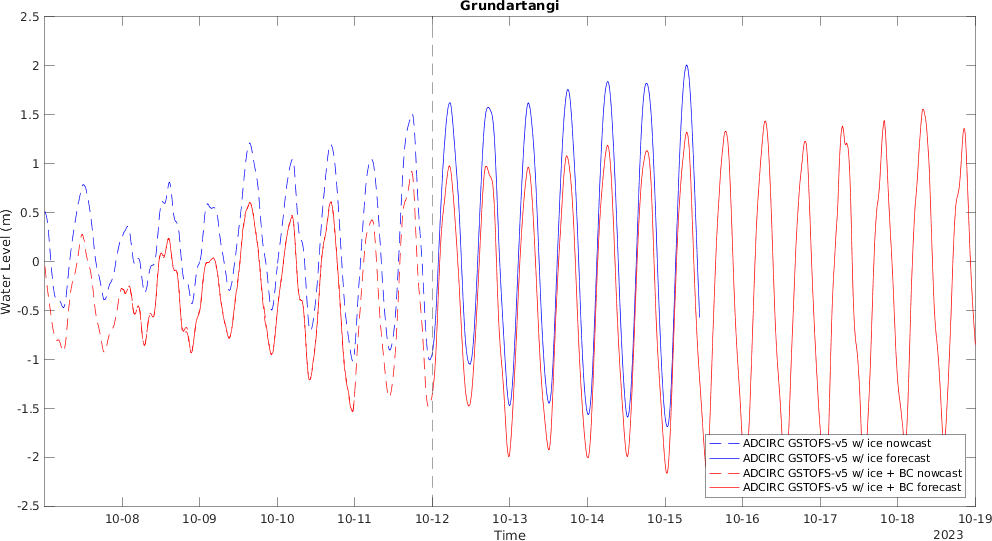 Grundartangi
2.5
2
1.5
1
0.5
0
-0.5
-1
-1.5
-2
-2.5
Water Level (m)
ADCIRC GSTOFS-v5 w/ ice nowcast
ADCIRC GSTOFS-v5 w/ ice forecast
ADCIRC GSTOFS-v5 w/ ice + BC nowcast
ADCIRC GSTOFS-v5 w/ ice + BC forecast
10-08 10-09 10-10 10-11 10-12 10-13 10-14 10-15 10-16 10-17 10-18 10-19
Time
2023